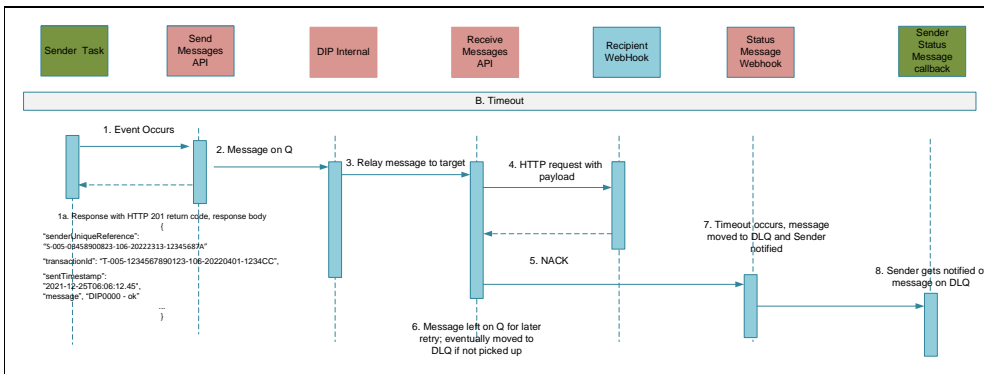 Sender Task
Send
Messages
API
DIP Internal
Receive
Messages
API
Recipient
WebHook
Status
Message
Webhook
Sender
Status
Message
callback
B. Timeout
1. Event Occurs
2. Message on Q
3. Relay message to target
4. HTTP request with
payload
1a. Response with HTTP 201 return code, response body
{
"senderUniqueReference":
"S-005-08458900823-106-20222313-12345687A"
"transactionId": "T-005-1234567890123-106-20220401-1234CC",
"sentTimestamp":
"2021-12-25T06:06:12.45",
"message", "DIP0000 - ok"
...
}
5. NACK
6. Message left on Q for later
retry; eventually moved to
DLQ if not picked up
7. Timeout occurs, message
moved to DLQ and Sender
notified
8. Sender gets notified o
message on DLQ